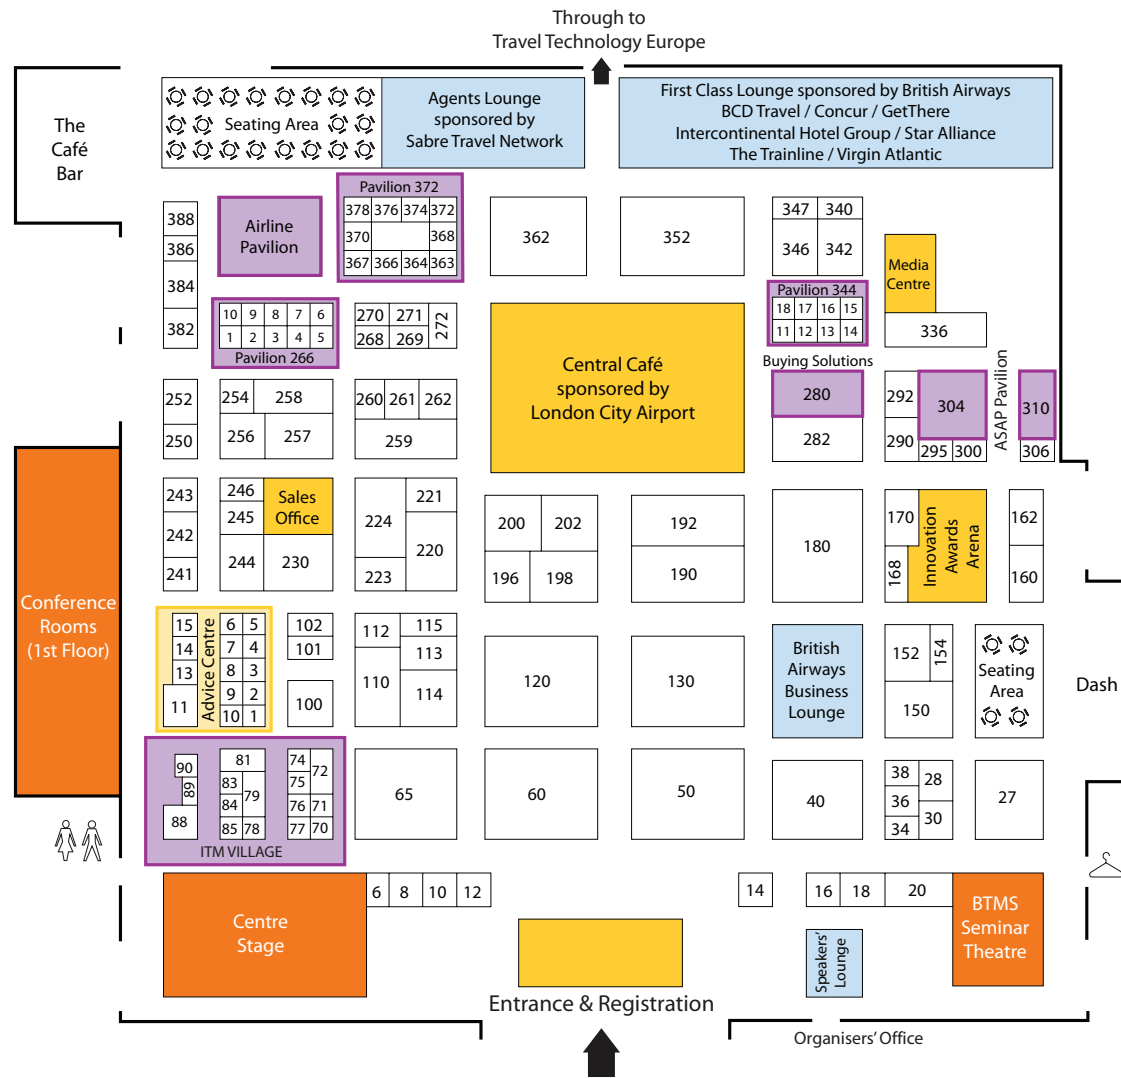 Through to
Travel Technology Europe
The
Café
Bar
Seating Area
Agents Lounge
sponsored by
Sabre Travel Network
First Class Lounge sponsored by British Airways
BCD Travel / Concur / GetThere
Intercontinental Hotel Group / Star Alliance
The Trainline / Virgin Atlantic
388
386
384
382
Airline
Pavilion
Pavilion 372
378 376 374 372
370 368
367 366 364 363
362
352
347 340
346 342
Media
Centre
336
Pavilion 344
18 17 16 15
11 12 13 14
10 9 8 7 6
1 2 3 4 5
Pavilion 266
270 271
268 269
272
Central Café
sponsored by
London City Airport
Buying Solutions
280
282
292
290
304
295 300
ASAP Pavilion
310
306
252
250
254 258
256 257
260 261 262
259
243
242
241
246
245
244
Sales
Office
230
224
223
221
220
200 202
196 198
192
190
180
170
168
Innovation
Awards
Arena
162
160
Conference
Rooms
(1st Floor)
15
14
13
11
Advice Centre
6 5
7 4
8 3
9 2
10 1
102
101
100
112
110
115
113
114
120
130
British
Airways
Business
Lounge
152
154
150
Seating
Area
Dash
90
89
88
81
83
84
79
85 78
74
75
72
76 71
77 70
ITM VILLAGE
65
60
50
40
38
36
34
28
30
27
Centre
Stage
6 8 10 12
14
16 18 20
BTMS
Seminar
Theatre
Speakers'
Lounge
Entrance & Registration
Organisers' Office